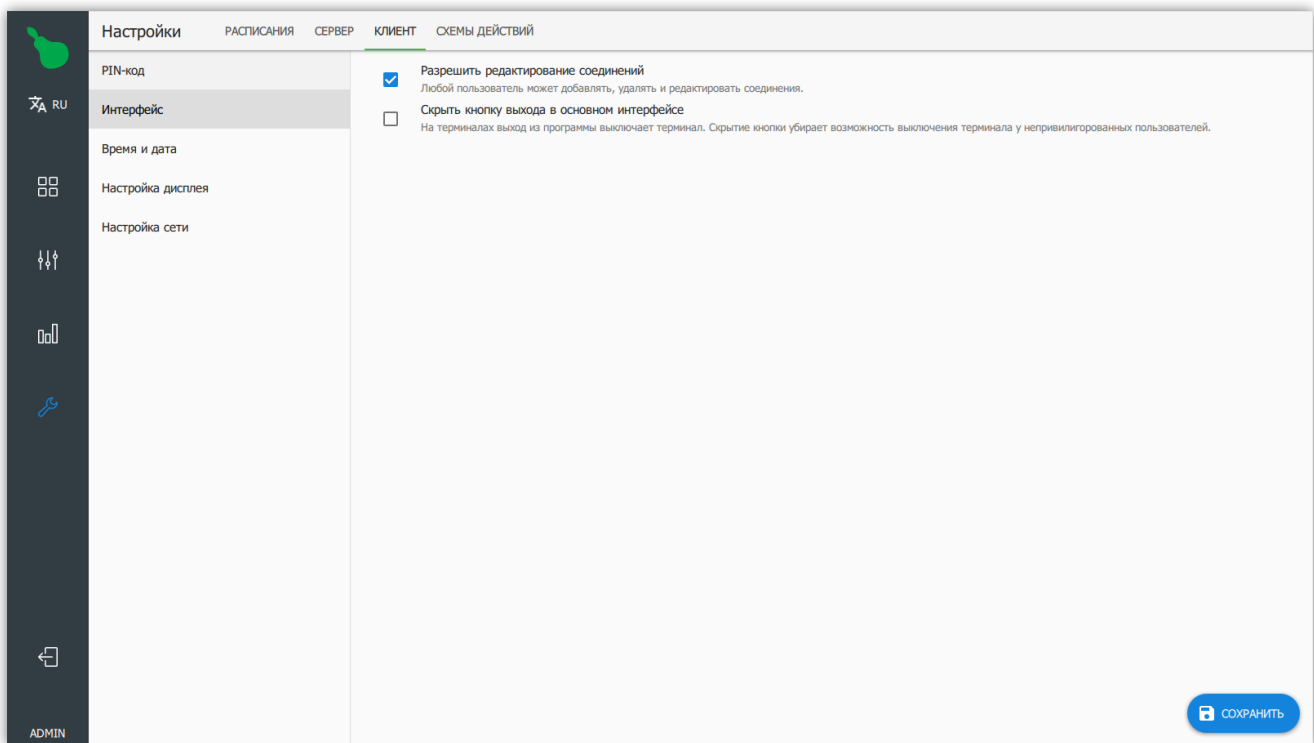 Настройки РАСПИСАНИЯ СЕРВЕР КЛИЕНТ СХЕМЫ ДЕЙСТВИЙ
RU
PIN-код
Интерфейс
Время и дата
Настройка дисплея
Настройка сети
Разрешить редактирование соединений
Любой пользователь может добавлять, удалять и редактировать соединения.
Скрыть кнопку выхода в основном интерфейсе
На терминалах выход из программы выключает терминал. Скрытие кнопки убирает возможность выключения терминала у непривилигорованных пользователей.
СОХРАНИТЬ
ADMIN